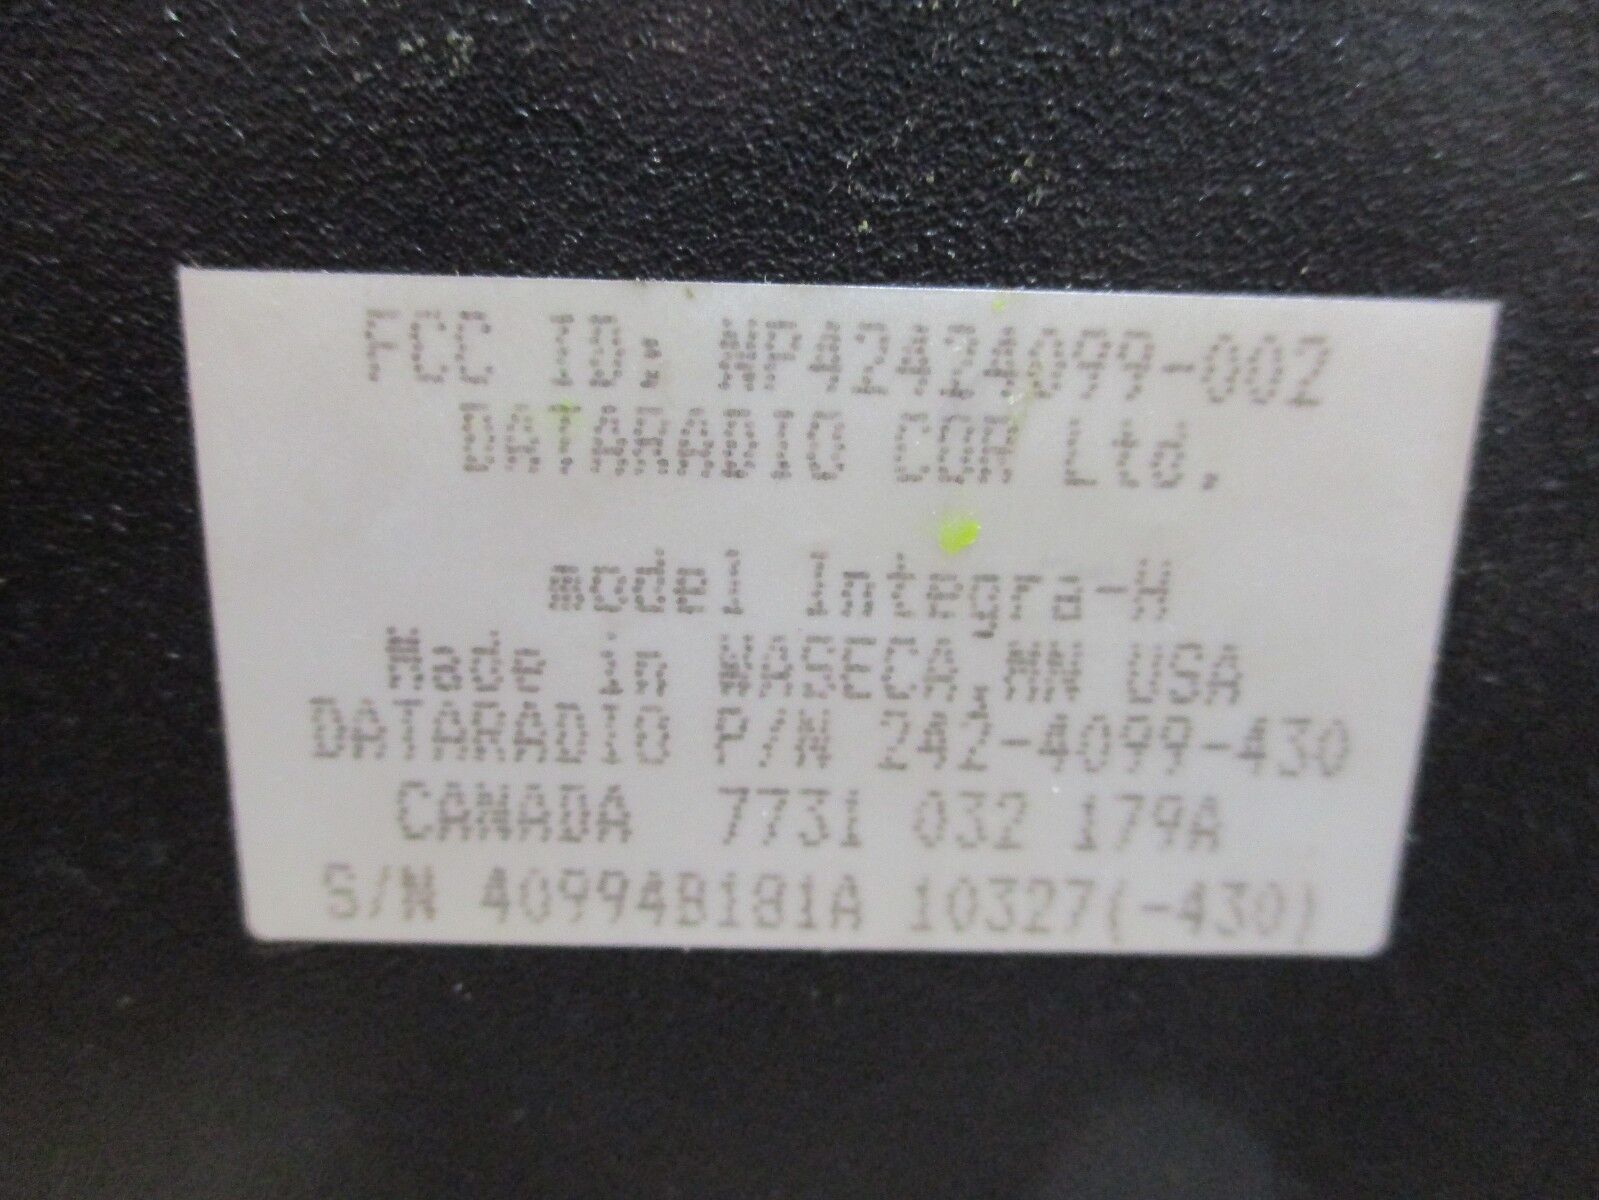 FCC ID: NP42424099-002
DATARADIO COR Ltd.
model Integra-H
Made in WASECA,MN USA
DATARADIO P/N 242-4099-430
CANADA 7731 032 179A
S/N 40994B181A 10327(-430)